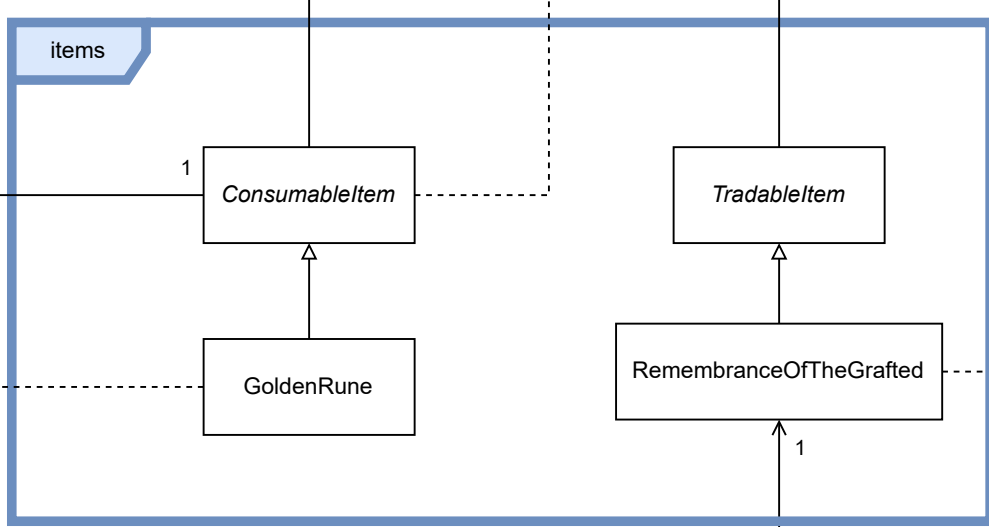 items
1
ConsumableItem
TradableItem
GoldenRune
RemembranceOfTheGrafted
1